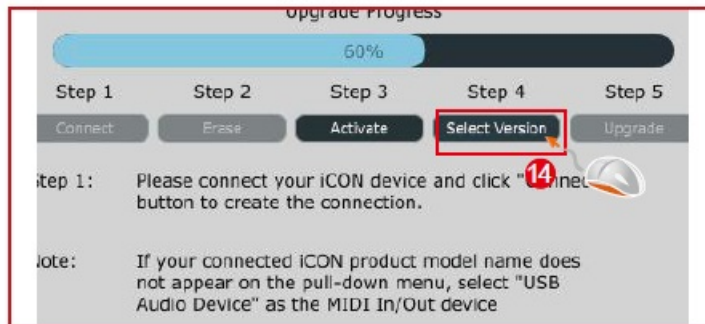 Upgrade Progress
60%
Step 1 Step 2 Step 3 Step 4 Step 5
Connect Erase Activate Select Version Upgrade
Step 1: Please connect your iCON device and click "Connec
button to create the connection.
Note: If your connected iCON product model name does
not appear on the pull-down menu, select "USB
Audio Device" as the MIDI In/Out device
14